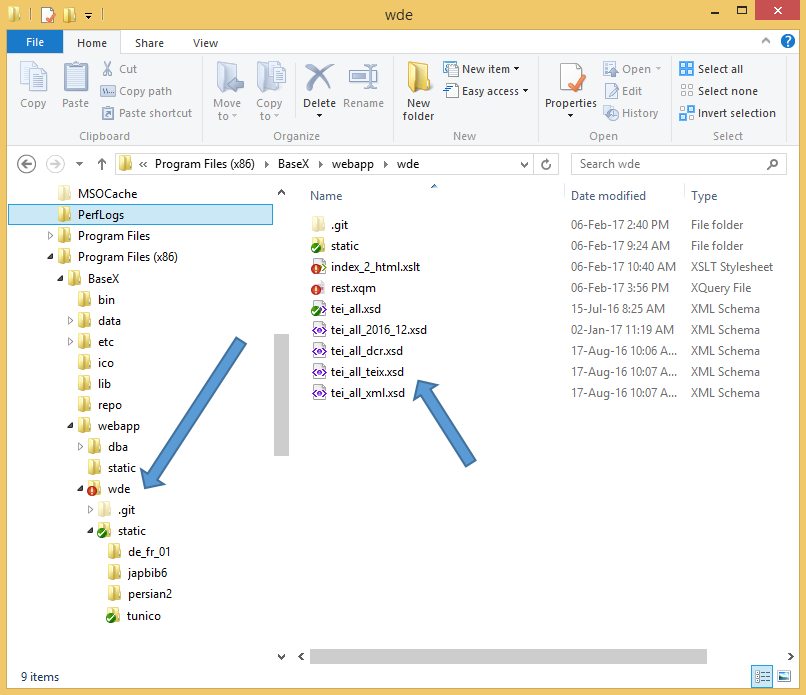 wde
File Home Share View
Copy
Paste
Cut
Copy path
Paste shortcut
Clipboard
Move to
Copy to
Delete
Rename
Organize
New folder
New item
Easy access
New
Properties
Open
Edit
History
Open
Select all
Select none
Invert selection
Select
« Program Files (x86) BaseX webapp wde
Search wde
MSOCache
PerfLogs
Program Files
Program Files (x86)
BaseX
bin
data
etc
ico
lib
repo
webapp
dba
static
wde
.git
static
de_fr_01
japbib6
persian2
tunico
Name Date modified Type
.git 06-Feb-17 2:40 PM File folder
static 06-Feb-17 9:24 AM File folder
index_2_html.xslt 06-Feb-17 10:40 AM XSLT Stylesheet
rest.xqm 06-Feb-17 3:56 PM XQuery File
tei_all.xsd 15-Jul-16 8:25 AM XML Schema
tei_all_2016_12.xsd 02-Jan-17 11:19 AM XML Schema
tei_all_dcr.xsd 17-Aug-16 10:06 A... XML Schema
tei_all_teix.xsd 17-Aug-16 10:07 A... XML Schema
tei_all_xml.xsd 17-Aug-16 10:07 A... XML Schema
9 items